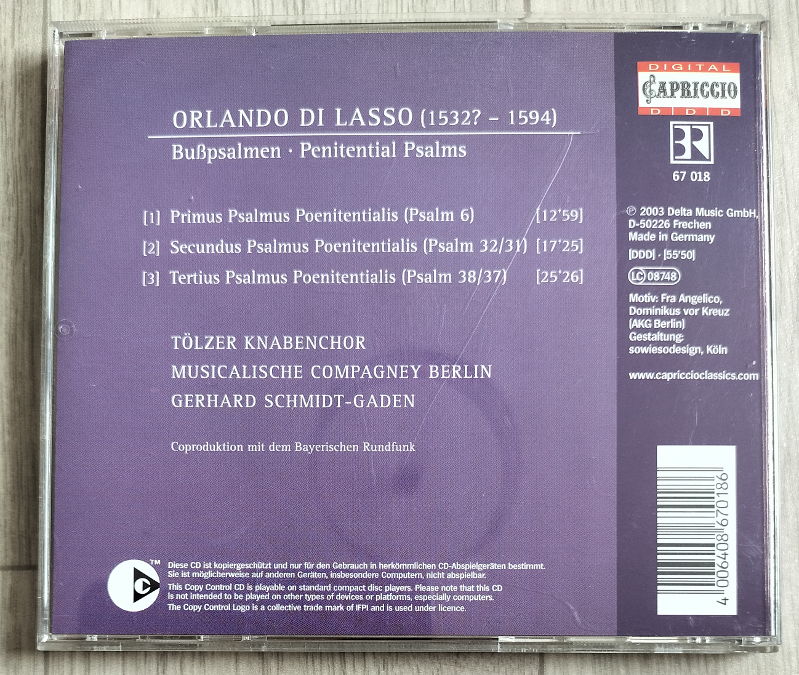 ORLANDO DI LASSO (1532? – 1594)
Bußpsalmen · Penitential Psalms
[1] Primus Psalmus Poenitentialis (Psalm 6) [12'59]
[2] Secundus Psalmus Poenitentialis (Psalm 32/31) [17'25]
[3] Tertius Psalmus Poenitentialis (Psalm 38/37) [25'26]
TÖLZER KNABENCHOR
MUSICALISCHE COMPAGNEY BERLIN
GERHARD SCHMIDT-GADEN
Coproduktion mit dem Bayerischen Rundfunk
TM
C
Diese CD ist kopiergeschützt und nur für den Gebrauch in herkömmlichen CD-Abspielgeräten bestimmt.
Sie ist möglicherweise auf anderen Geräten, insbesondere Computern, nicht abspielbar.
This Copy Control CD is playable on standard compact disc players. Please note that this CD
is not intended to be played on other types of devices or platforms, especially computers.
The Copy Control Logo is a collective trade mark of IFPI and is used under licence.
DIGITAL
CAPRICCIO
DDD
BR
67 018
℗ 2003 Delta Music GmbH,
D-50226 Frechen
Made in Germany
[DDD] · [55'50]
LC 08748
Motiv: Fra Angelico,
Dominikus vor Kreuz
(AKG Berlin)
Gestaltung:
sowiesodesign, Köln
www.capriccioclassics.com
4 006408 670186